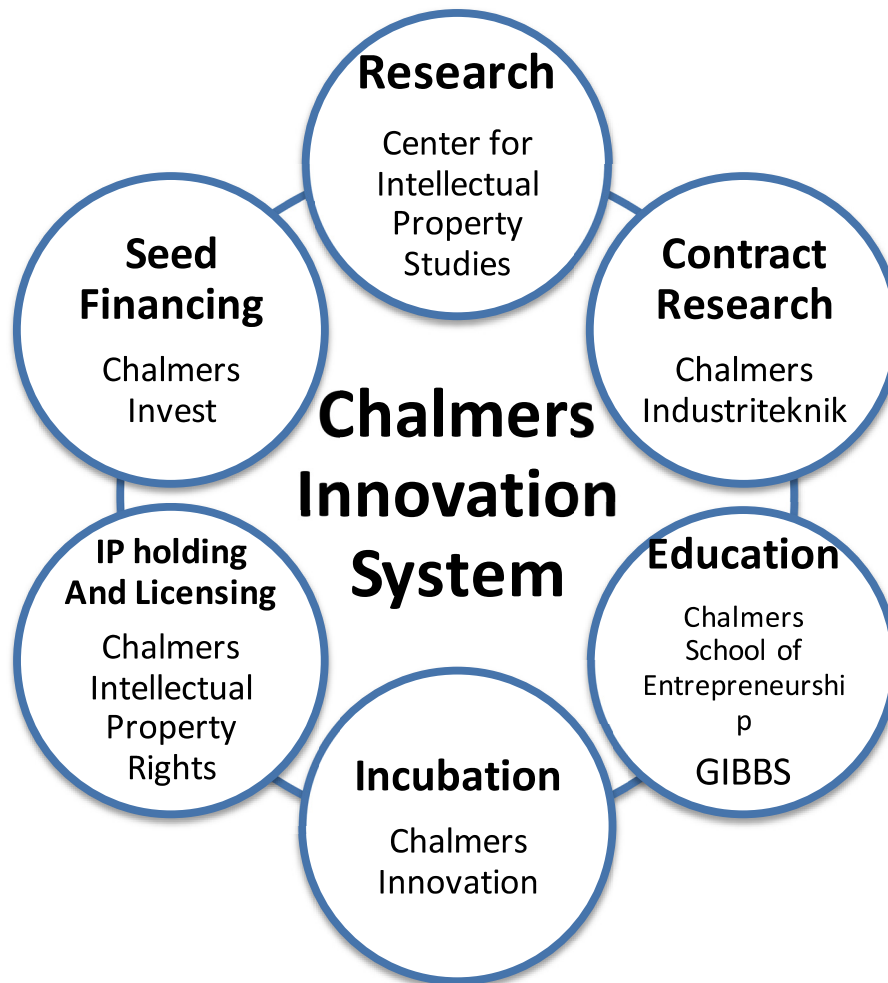 Research
Center for
Intellectual
Property
Studies
Seed
Financing
Chalmers
Invest
Contract
Research
Chalmers
Industriteknik
Chalmers
Innovation
System
IP holding
And Licensing
Chalmers
Intellectual
Property
Rights
Education
Chalmers
School of
Entrepreneurshi
p
GIBBS
Incubation
Chalmers
Innovation